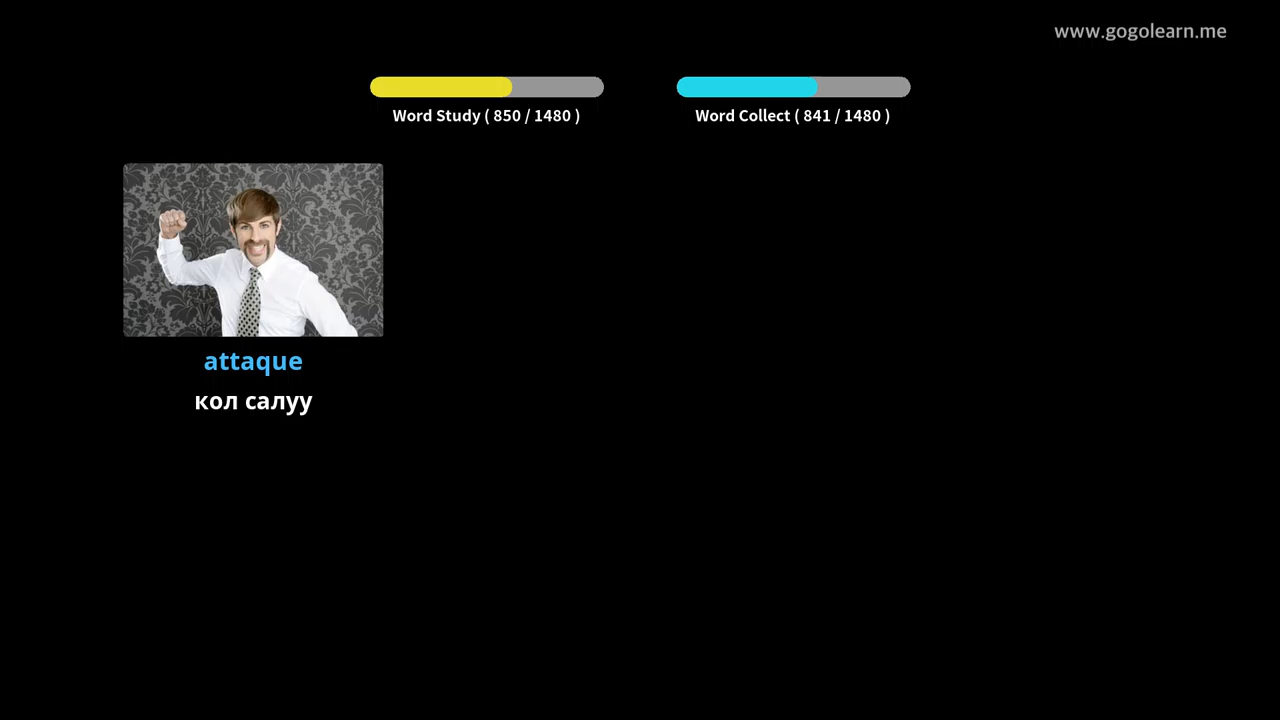 www.gogolearn.me
Word Study ( 850 / 1480 )
Word Collect ( 841 / 1480 )
attaque
кол салуу